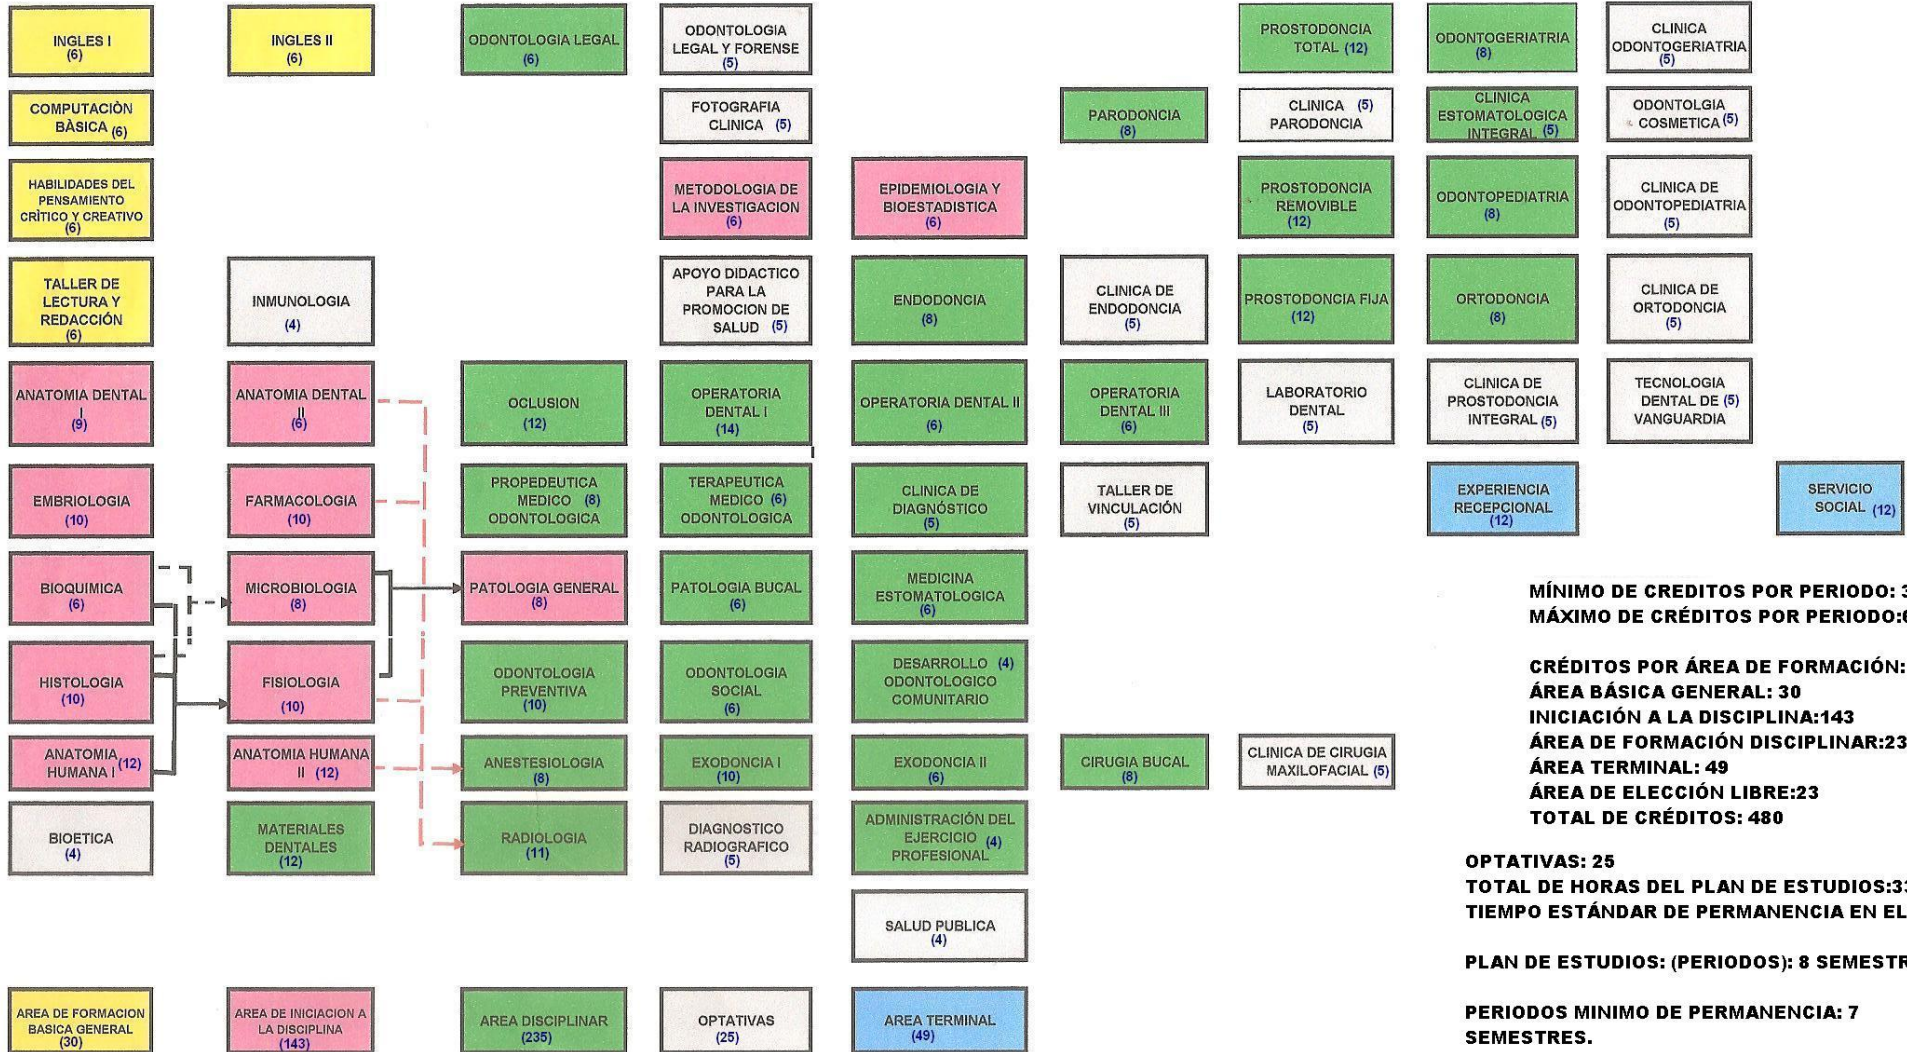 INGLES I
(6)
INGLES II
(6)
ODONTOLOGIA LEGAL
(6)
ODONTOLOGIA
LEGAL Y FORENSE
(5)
PROSTODONCIA
TOTAL (12)
ODONTOGERIATRIA
(8)
CLINICA
ODONTOGERIATRIA
(5)
COMPUTACIÒN
BÀSICA (6)
FOTOGRAFIA
CLINICA (5)
PARODONCIA
(8)
CLINICA (5)
PARODONCIA
CLINICA
ESTOMATOLOGICA
INTEGRAL (5)
ODONTOLGIA
COSMETICA (5)
HABILIDADES DEL
PENSAMIENTO
CRÌTICO Y CREATIVO
(6)
METODOLOGIA DE
LA INVESTIGACION
(6)
EPIDEMIOLOGIA Y
BIOESTADISTICA
(6)
PROSTODONCIA
REMOVIBLE
(12)
ODONTOPEDIATRIA
(8)
CLINICA DE
ODONTOPEDIATRIA
(5)
TALLER DE
LECTURA Y
REDACCIÓN
(6)
INMUNOLOGIA
(4)
APOYO DIDACTICO
PARA LA
PROMOCION DE
SALUD (5)
ENDODONCIA
(8)
CLINICA DE
ENDODONCIA
(5)
PROSTODONCIA FIJA
(12)
ORTODONCIA
(8)
CLINICA DE
ORTODONCIA
(5)
ANATOMIA DENTAL
I
(9)
ANATOMIA DENTAL
II
(6)
OCLUSION
(12)
OPERATORIA
DENTAL I
(14)
OPERATORIA DENTAL II
(6)
OPERATORIA
DENTAL III
(6)
LABORATORIO
DENTAL
(5)
CLINICA DE
PROSTODONCIA
INTEGRAL (5)
TECNOLOGIA
DENTAL DE (5)
VANGUARDIA
EMBRIOLOGIA
(10)
FARMACOLOGIA
(10)
PROPEDEUTICA
MEDICO (8)
ODONTOLOGICA
TERAPEUTICA
MEDICO (6)
ODONTOLOGICA
CLINICA DE
DIAGNÓSTICO
(5)
TALLER DE
VINCULACIÓN
(5)
EXPERIENCIA
RECEPCIONAL
(12)
SERVICIO
SOCIAL (12)
BIOQUIMICA
(6)
MICROBIOLOGIA
(8)
PATOLOGIA GENERAL
(8)
PATOLOGIA BUCAL
(6)
MEDICINA
ESTOMATOLOGICA
(6)
HISTOLOGIA
(10)
FISIOLOGIA
(10)
ODONTOLOGIA
PREVENTIVA
(10)
ODONTOLOGIA
SOCIAL
(6)
DESARROLLO (4)
ODONTOLOGICO
COMUNITARIO
ANATOMIA (12)
HUMANA I
ANATOMIA HUMANA
II (12)
ANESTESIOLOGIA
(8)
EXODONCIA I
(10)
EXODONCIA II
(6)
CIRUGIA BUCAL
(8)
CLINICA DE CIRUGIA
MAXILOFACIAL (5)
BIOETICA
(4)
MATERIALES
DENTALES
(12)
RADIOLOGIA
(11)
DIAGNOSTICO
RADIOGRAFICO
(5)
ADMINISTRACIÓN DEL
EJERCICIO (4)
PROFESIONAL
SALUD PUBLICA
(4)
AREA DE FORMACION
BASICA GENERAL
(30)
AREA DE INICIACION A
LA DISCIPLINA
(143)
AREA DISCIPLINAR
(235)
OPTATIVAS
(25)
AREA TERMINAL
(49)
MÍNIMO DE CREDITOS POR PERIODO: 3
MÁXIMO DE CRÉDITOS POR PERIODO:6
CRÉDITOS POR ÁREA DE FORMACIÓN:
ÁREA BÁSICA GENERAL: 30
INICIACIÓN A LA DISCIPLINA:143
ÁREA DE FORMACIÓN DISCIPLINAR:23
ÁREA TERMINAL: 49
ÁREA DE ELECCIÓN LIBRE:23
TOTAL DE CRÉDITOS: 480
OPTATIVAS: 25
TOTAL DE HORAS DEL PLAN DE ESTUDIOS:33
TIEMPO ESTÁNDAR DE PERMANENCIA EN EL
PLAN DE ESTUDIOS: (PERIODOS): 8 SEMESTR
PERIODOS MINIMO DE PERMANENCIA: 7
SEMESTRES.